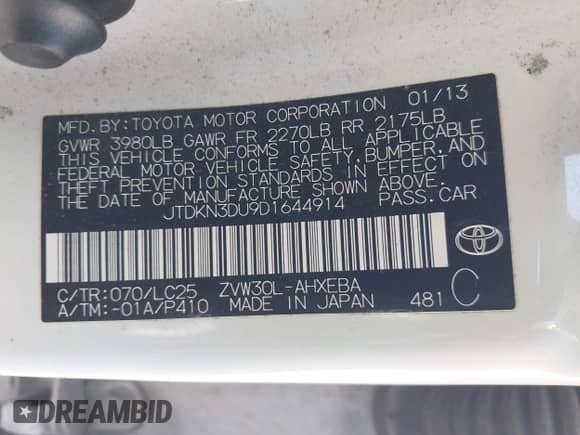 MFD. BY: TOYOTA MOTOR CORPORATION 01/13
GVWR 3980LB GAWR FR 2270LB RR 2175LB
THIS VEHICLE CONFORMS TO ALL APPLICABLE
FEDERAL MOTOR VEHICLE SAFETY, BUMPER, AND
THEFT PREVENTION STANDARDS IN EFFECT ON
THE DATE OF MANUFACTURE SHOWN ABOVE.
JTDKN3DU9D1644914 PASS. CAR
C/TR: 070/LC25 ZVW30L-AHXEBA
A/TM: -01A/P410 MADE IN JAPAN 481 C
DREAMBID